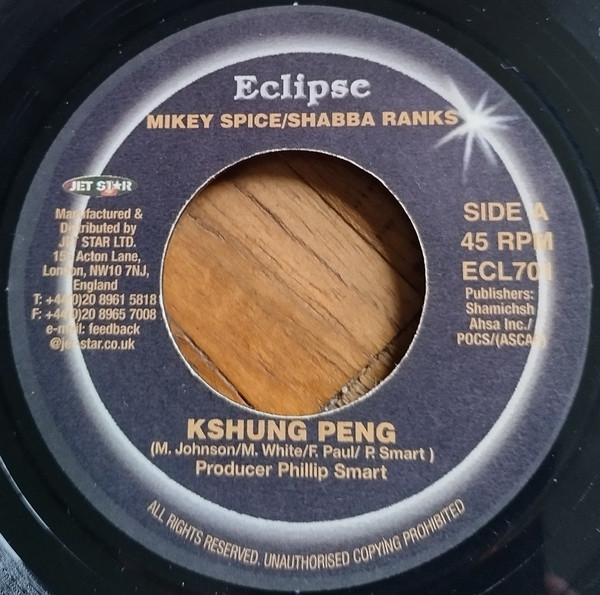 Eclipse
MIKEY SPICE/SHABBA RANKS
JET STAR
Manufactured &
Distributed by
JET STAR LTD.
Acton Lane,
London, NW10 7NJ,
England
T: +44(0)20 8961 5818
F: +44(0)20 8965 7008
e-mail: feedback
@jetstar.co.uk
SIDE A
45 RPM
ECL701
Publishers:
Shamichsh
Ahsa Inc./
POCS/(ASCAP)
KSHUNG PENG
(M. Johnson/M. White/F. Paul/ P. Smart )
Producer Phillip Smart
ALL RIGHTS RESERVED. UNAUTHORISED COPYING PROHIBITED